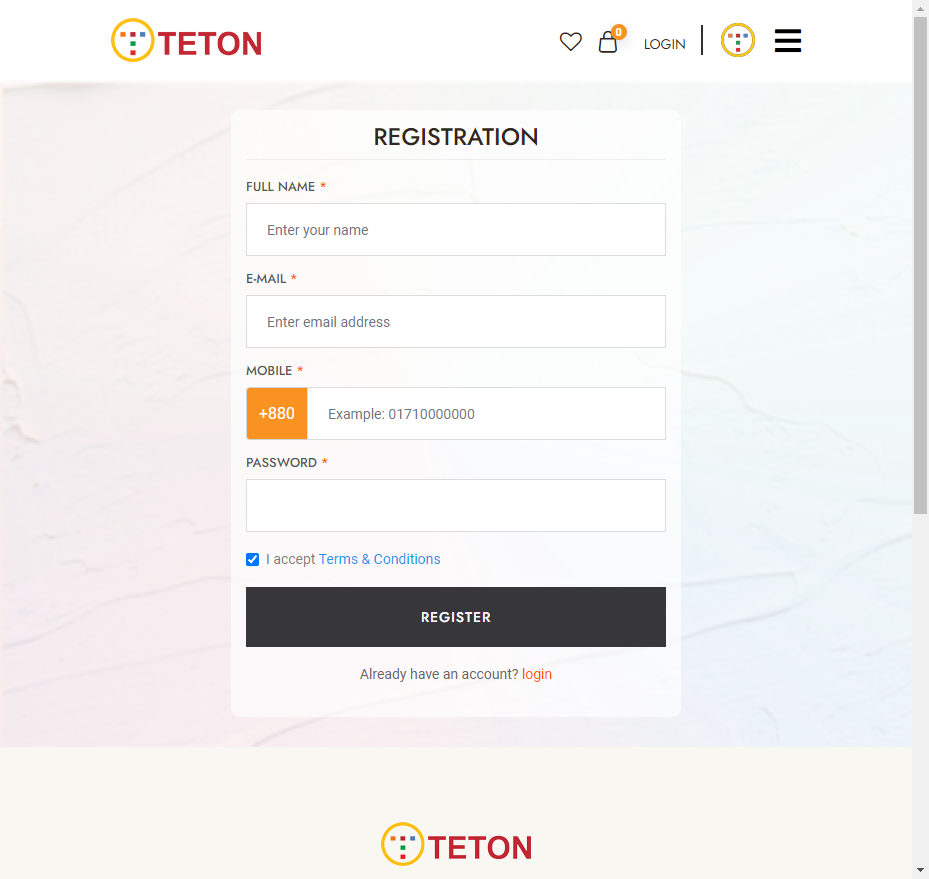 TETON
0
LOGIN
REGISTRATION
FULL NAME *
Enter your name
E-MAIL *
Enter email address
MOBILE *
+880 Example: 01710000000
PASSWORD *
I accept Terms & Conditions
REGISTER
Already have an account? login
TETON